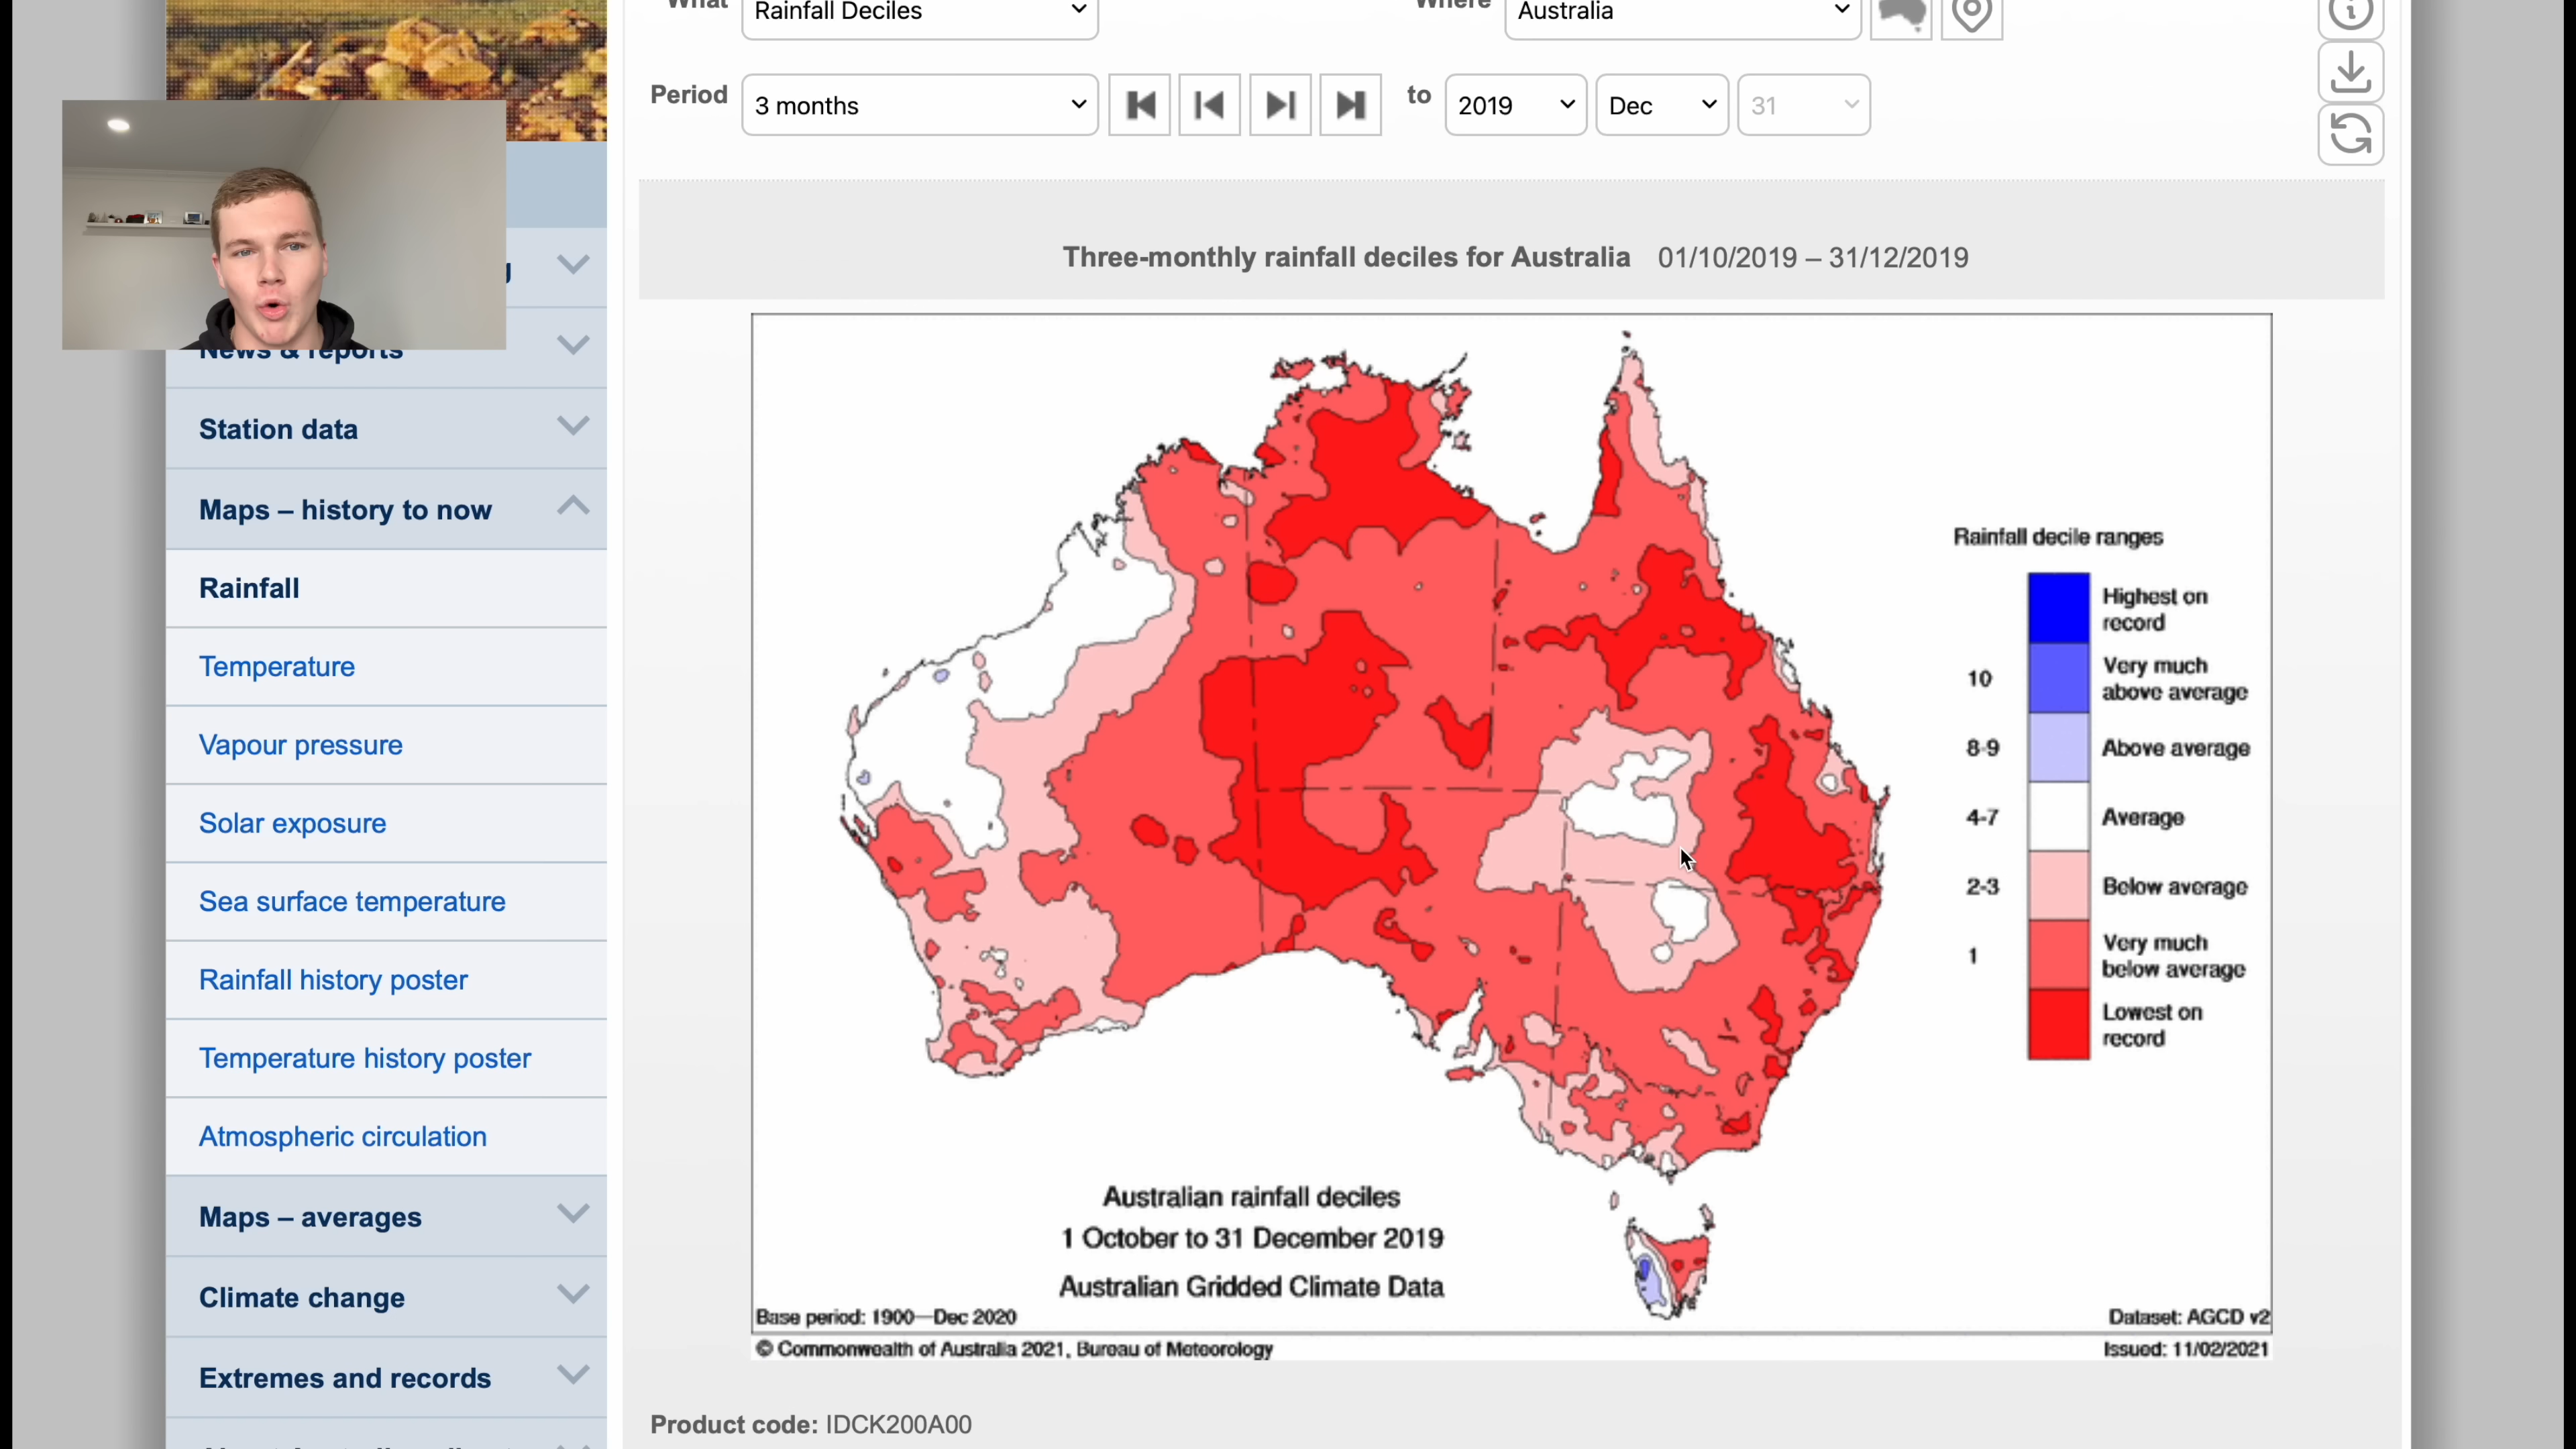 What
Rainfall Deciles
Where
Australia
Period
3 months
to
2019
Dec
31
Three-monthly rainfall deciles for Australia 01/10/2019 – 31/12/2019
News & reports
Station data
Maps – history to now
Rainfall
Temperature
Vapour pressure
Solar exposure
Sea surface temperature
Rainfall history poster
Temperature history poster
Atmospheric circulation
Maps – averages
Climate change
Extremes and records
Rainfall decile ranges
Highest on
record
10
Very much
above average
8-9
Above average
4-7
Average
2-3
Below average
1
Very much
below average
Lowest on
record
Australian rainfall deciles
1 October to 31 December 2019
Australian Gridded Climate Data
Base period: 1900—Dec 2020
Dataset: AGCD v2
© Commonwealth of Australia 2021, Bureau of Meteorology
Issued: 11/02/2021
Product code: IDCK200A00